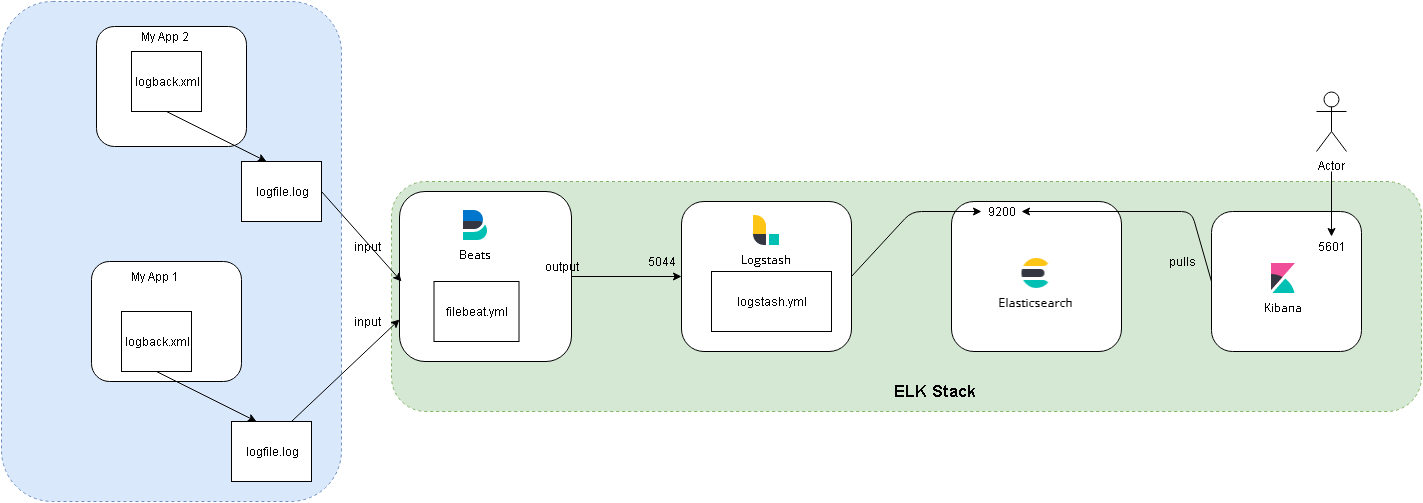 My App 2
logback.xml
logfile.log
My App 1
logback.xml
logfile.log
input
input
Beats
filebeat.yml
output
5044
Logstash
logstash.yml
9200
Elasticsearch
pulls
Actor
5601
Kibana
ELK Stack